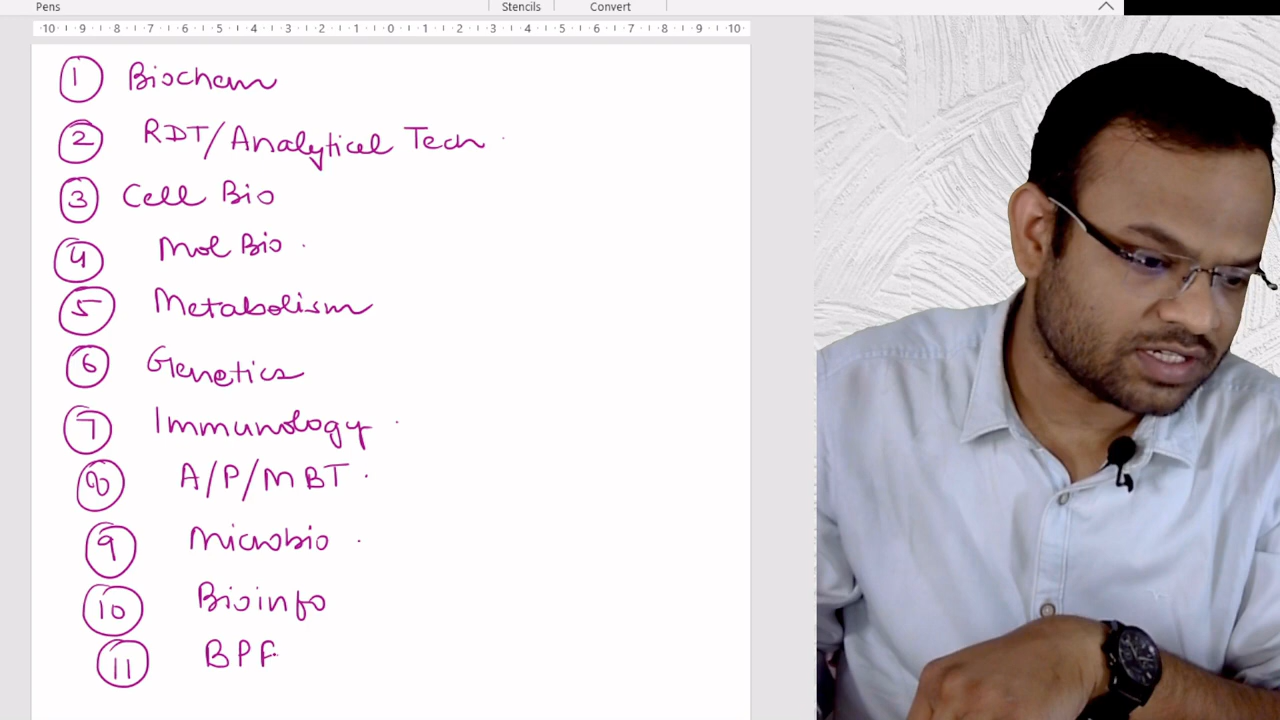 Pens Stencils Convert
10 9 8 7 6 5 4 3 2 1 0 1 2 3 4 5 6 7 8 9 10
1 Biochem
2 RDT/Analytical Tech
3 Cell Bio
4 Mol Bio
5 Metabolism
6 Genetics
7 Immunology
8 A/P/MBT
9 Microbio
10 Bioinfo
11 BPF